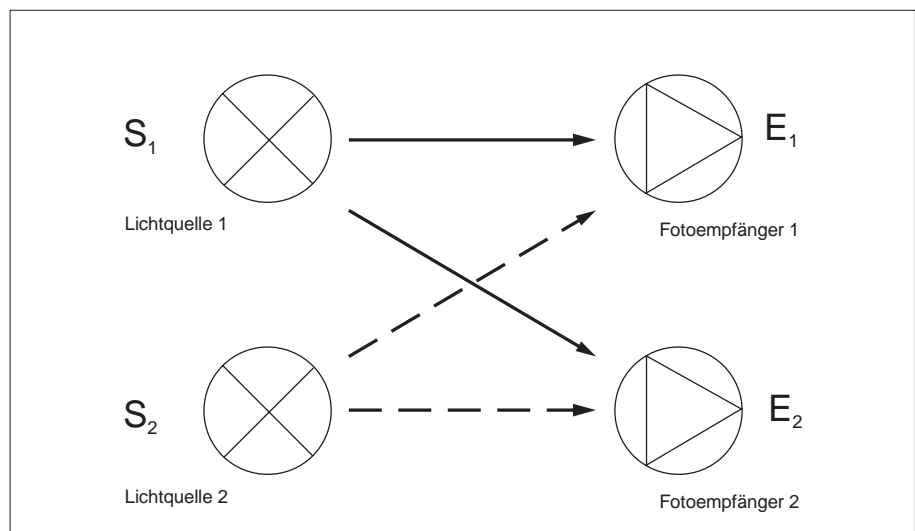 S₁
Lichtquelle 1
E₁
Fotoempfänger 1
S₂
Lichtquelle 2
E₂
Fotoempfänger 2